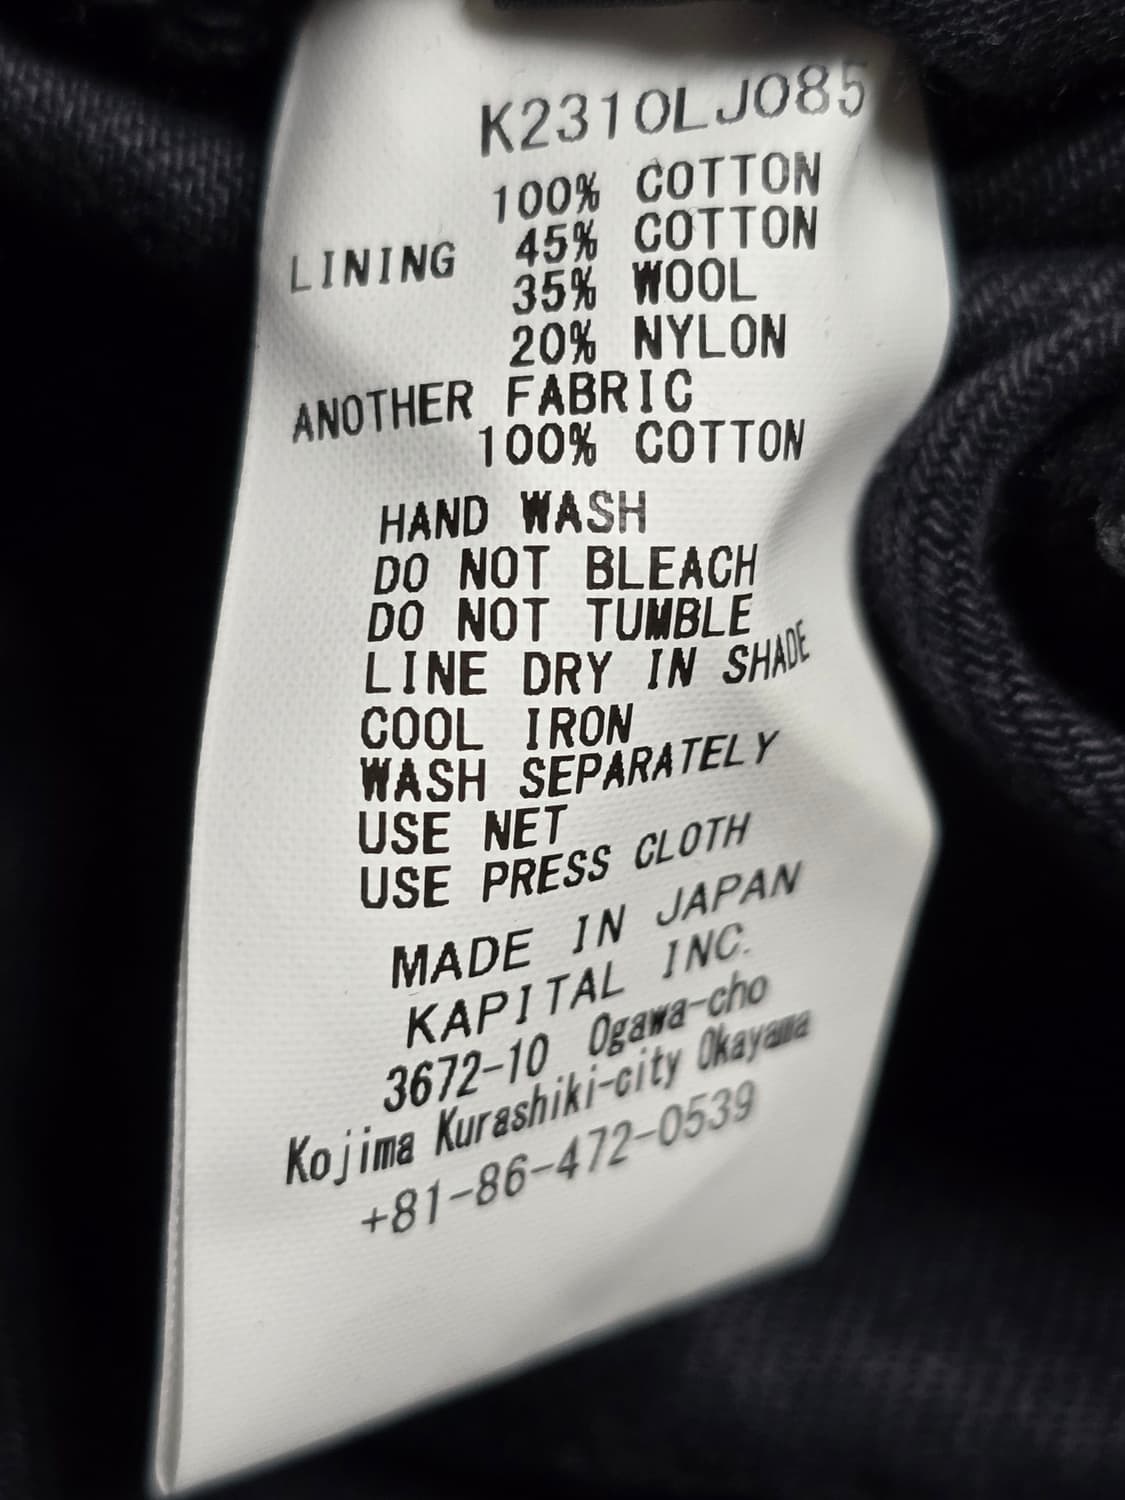 K2310LJ085
100% COTTON
LINING 45% COTTON
35% WOOL
20% NYLON
ANOTHER FABRIC
100% COTTON
HAND WASH
DO NOT BLEACH
DO NOT TUMBLE
LINE DRY IN SHADE
COOL IRON
WASH SEPARATELY
USE NET
USE PRESS CLOTH
MADE IN JAPAN
KAPITAL INC.
3672-10 Ogawa-cho
Kojima Kurashiki-city Okayama
+81-86-472-0539